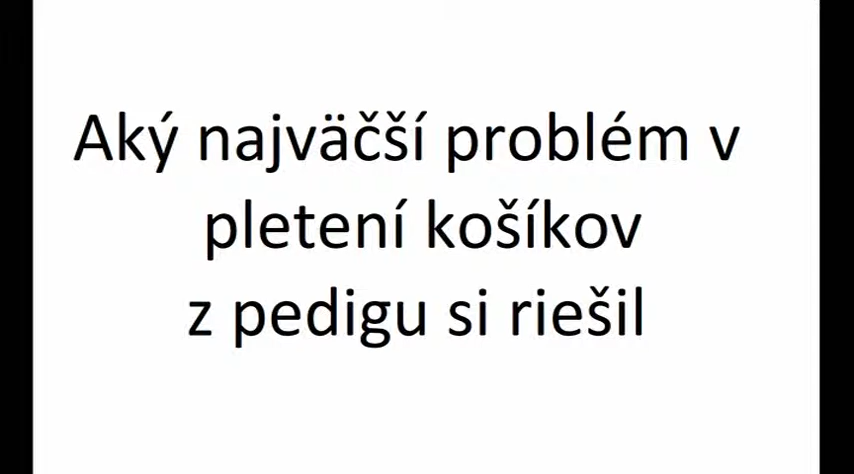 Aký najväčší problém v
pletení košíkov
z pedigu si riešil